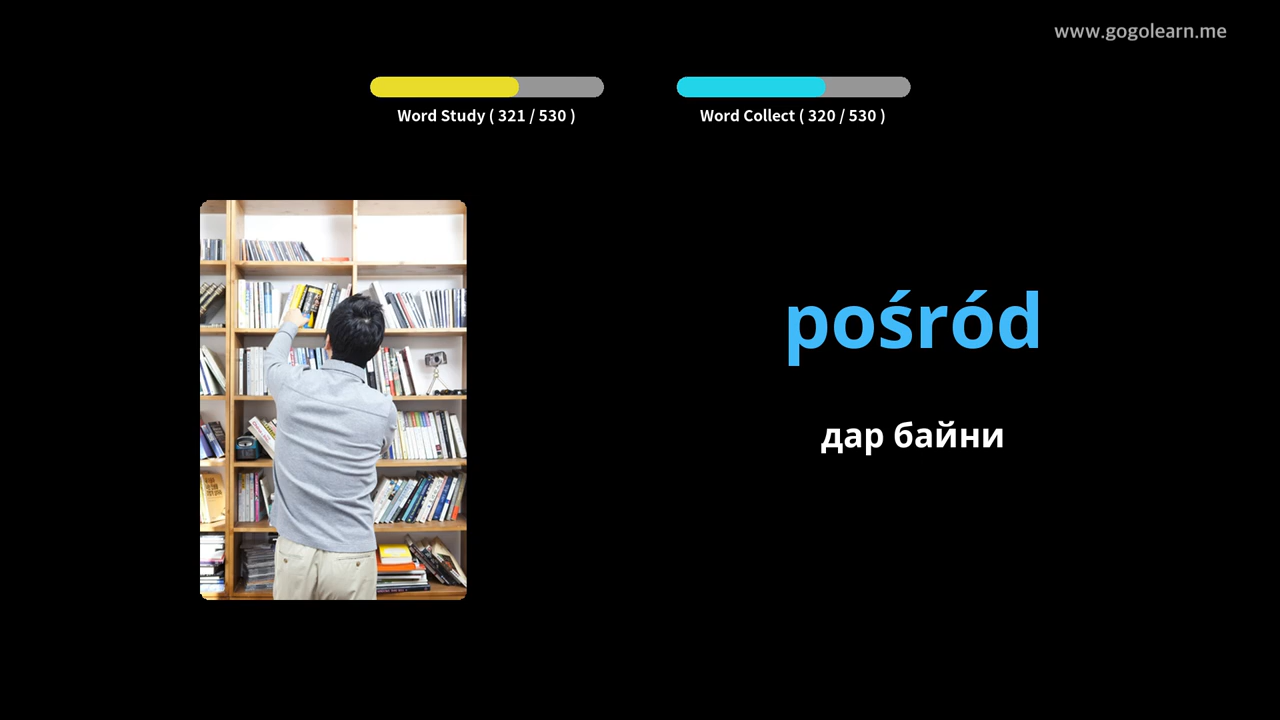 www.gogolearn.me
Word Study ( 321 / 530 )
Word Collect ( 320 / 530 )
pośród
дар байни